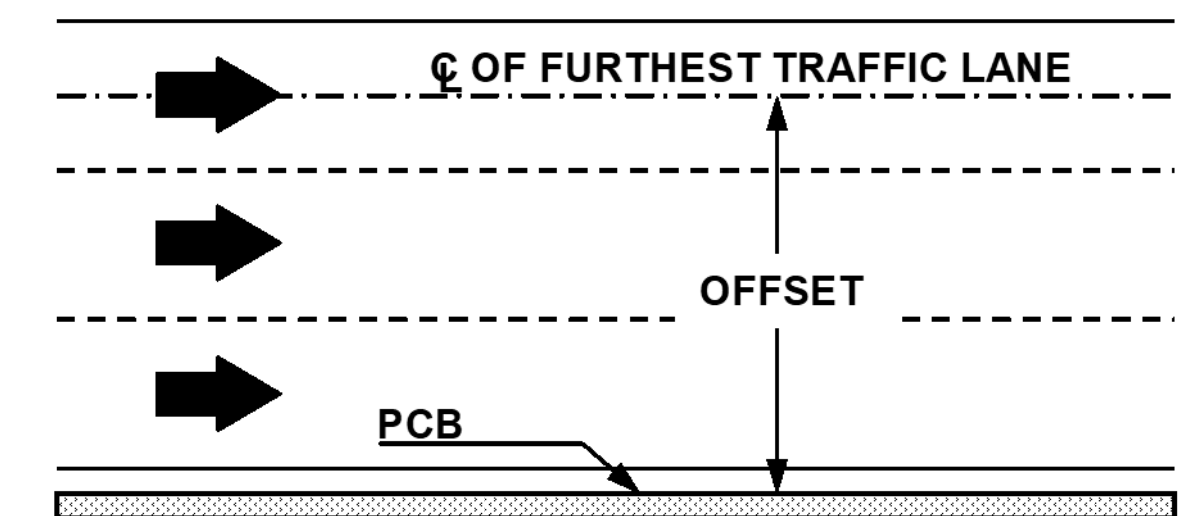 ℄ OF FURTHEST TRAFFIC LANE
OFFSET
PCB